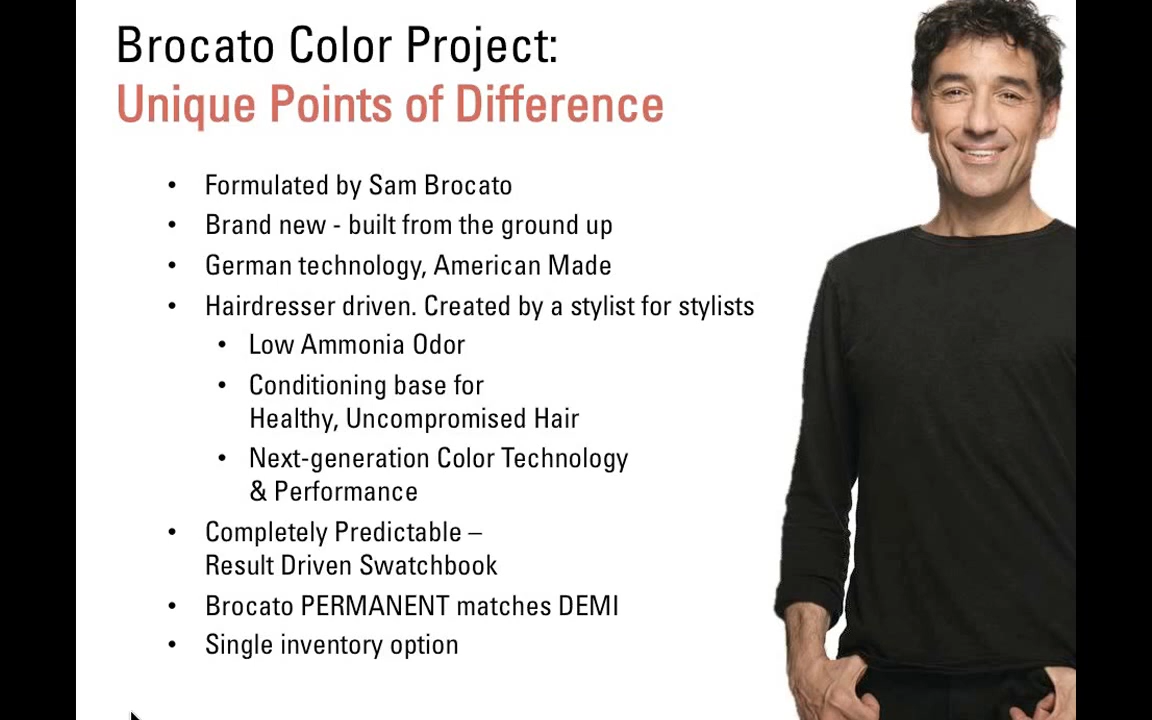 Brocato Color Project:
Unique Points of Difference
• Formulated by Sam Brocato
• Brand new - built from the ground up
• German technology, American Made
• Hairdresser driven. Created by a stylist for stylists
• Low Ammonia Odor
• Conditioning base for
Healthy, Uncompromised Hair
• Next-generation Color Technology
& Performance
• Completely Predictable –
Result Driven Swatchbook
• Brocato PERMANENT matches DEMI
• Single inventory option